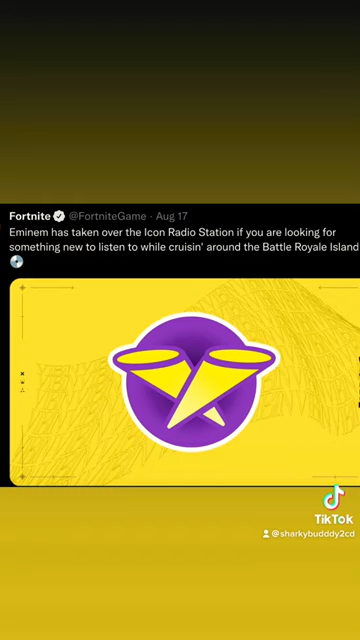 Fortnite @FortniteGame · Aug 17
Eminem has taken over the Icon Radio Station if you are looking for
something new to listen to while cruisin' around the Battle Royale Island
TikTok
@sharkybudddy2cd